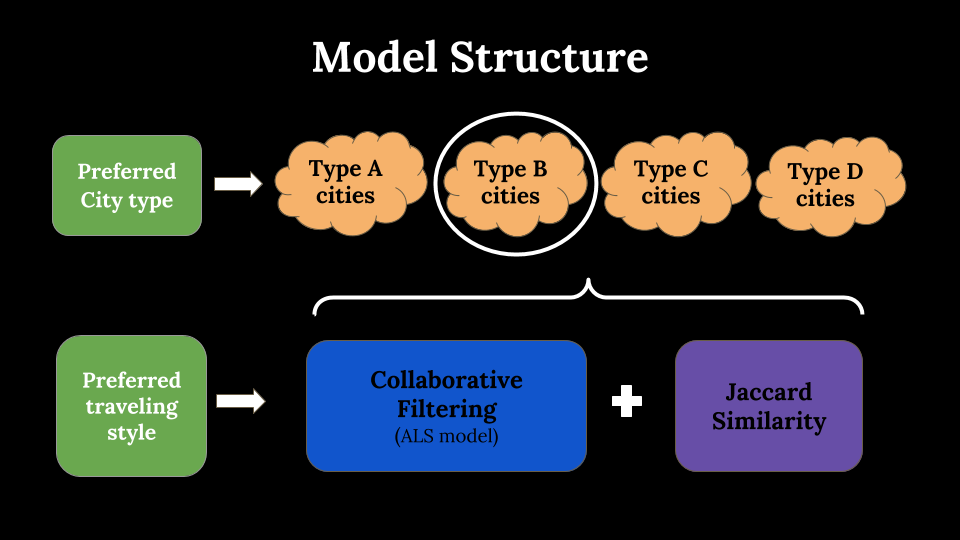 Model Structure
Preferred
City type
Type A
cities
Type B
cities
Type C
cities
Type D
cities
Preferred
traveling
style
Collaborative
Filtering
(ALS model)
Jaccard
Similarity